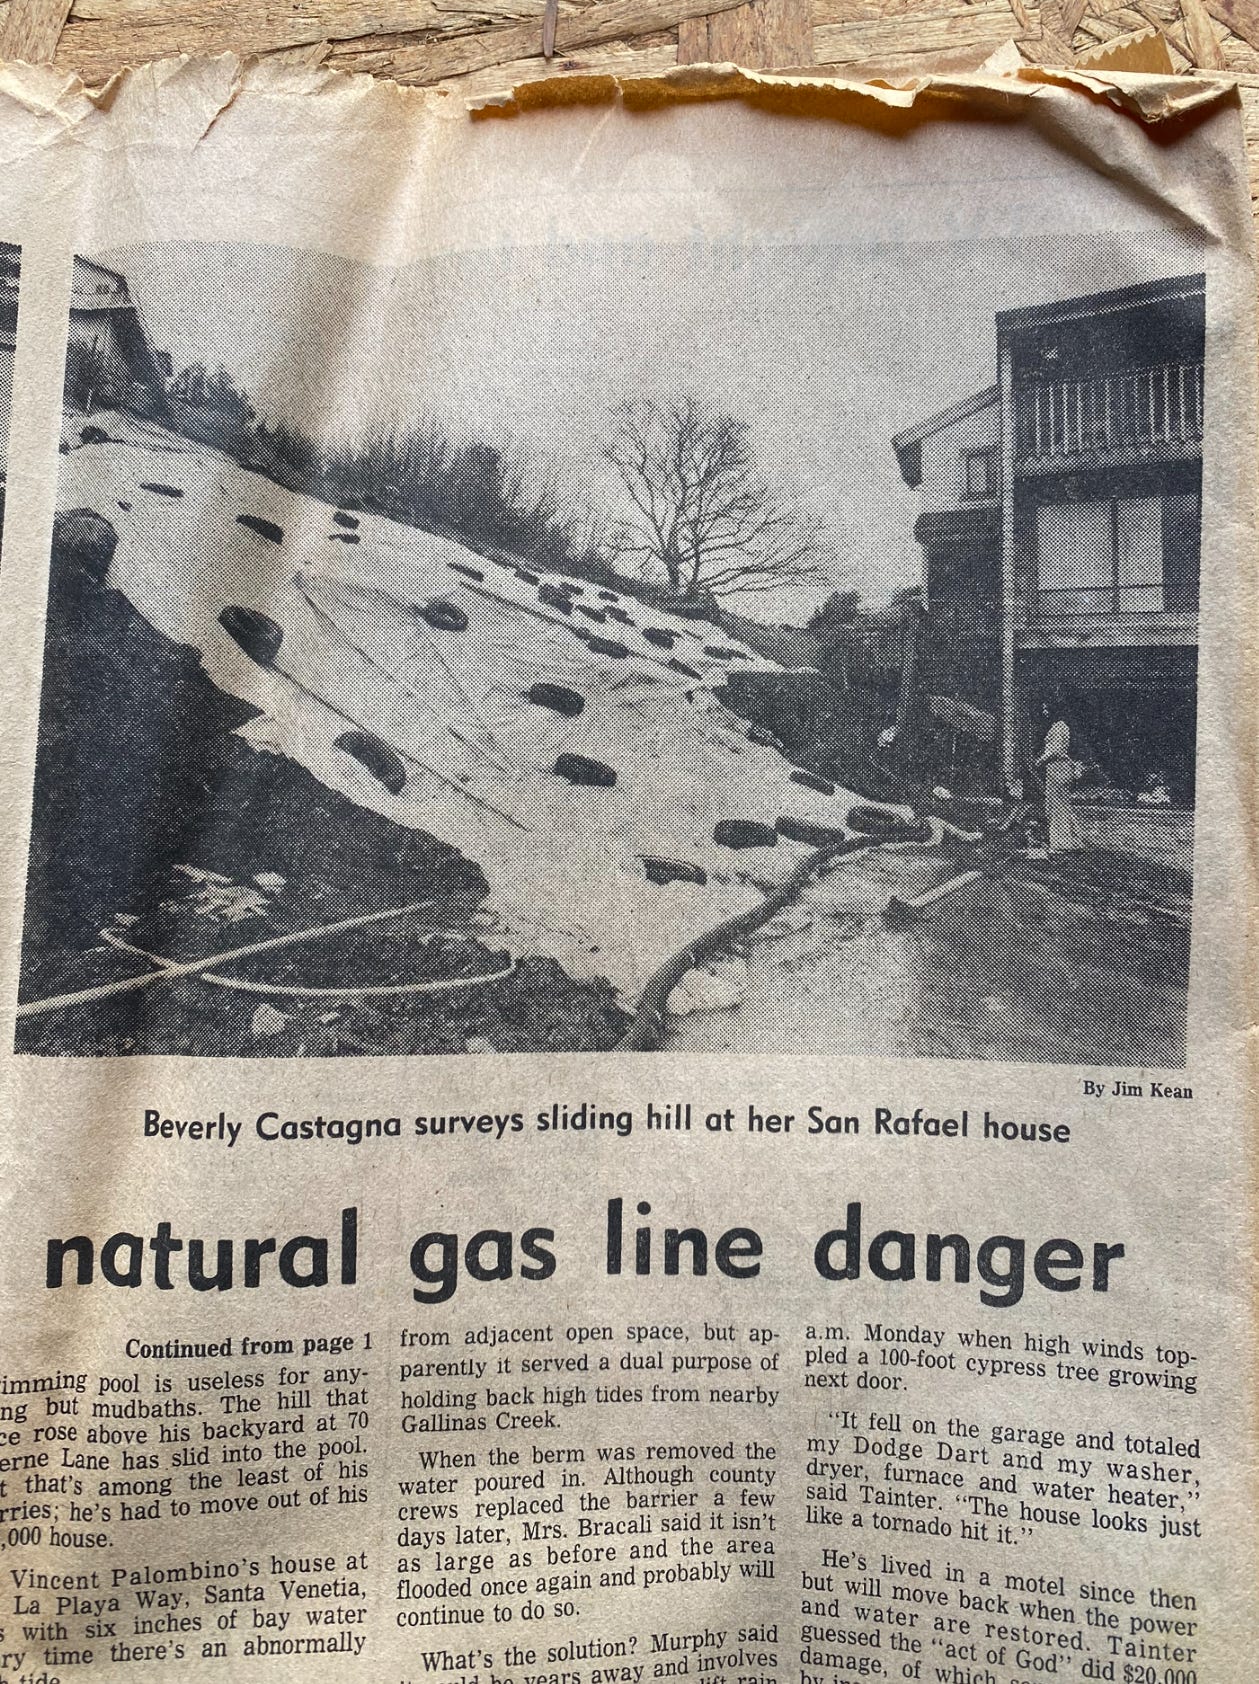 By Jim Kean
Beverly Castagna surveys sliding hill at her San Rafael house
natural gas line danger
Continued from page 1
imming pool is useless for any-
ng but mudbaths. The hill that
ce rose above his backyard at 70
erne Lane has slid into the pool.
t that's among the least of his
rries; he's had to move out of his
,000 house.
Vincent Palombino's house at
La Playa Way, Santa Venetia,
s with six inches of bay water
ry time there's an abnormally
tide
from adjacent open space, but ap-
parently it served a dual purpose of
holding back high tides from nearby
Gallinas Creek.
When the berm was removed the
water poured in. Although county
crews replaced the barrier a few
days later, Mrs. Bracali said it isn't
as large as before and the area
flooded once again and probably will
continue to do so.
What's the solution? Murphy said
years away and involves
rain
a.m. Monday when high winds top-
pled a 100-foot cypress tree growing
next door.
"It fell on the garage and totaled
my Dodge Dart and my washer,
dryer, furnace and water heater,"
said Tainter. "The house looks just
like a tornado hit it."
He's lived in a motel since then
but will move back when the power
and water are restored. Tainter
guessed the "act of God" did $20,000
damage, of which
by